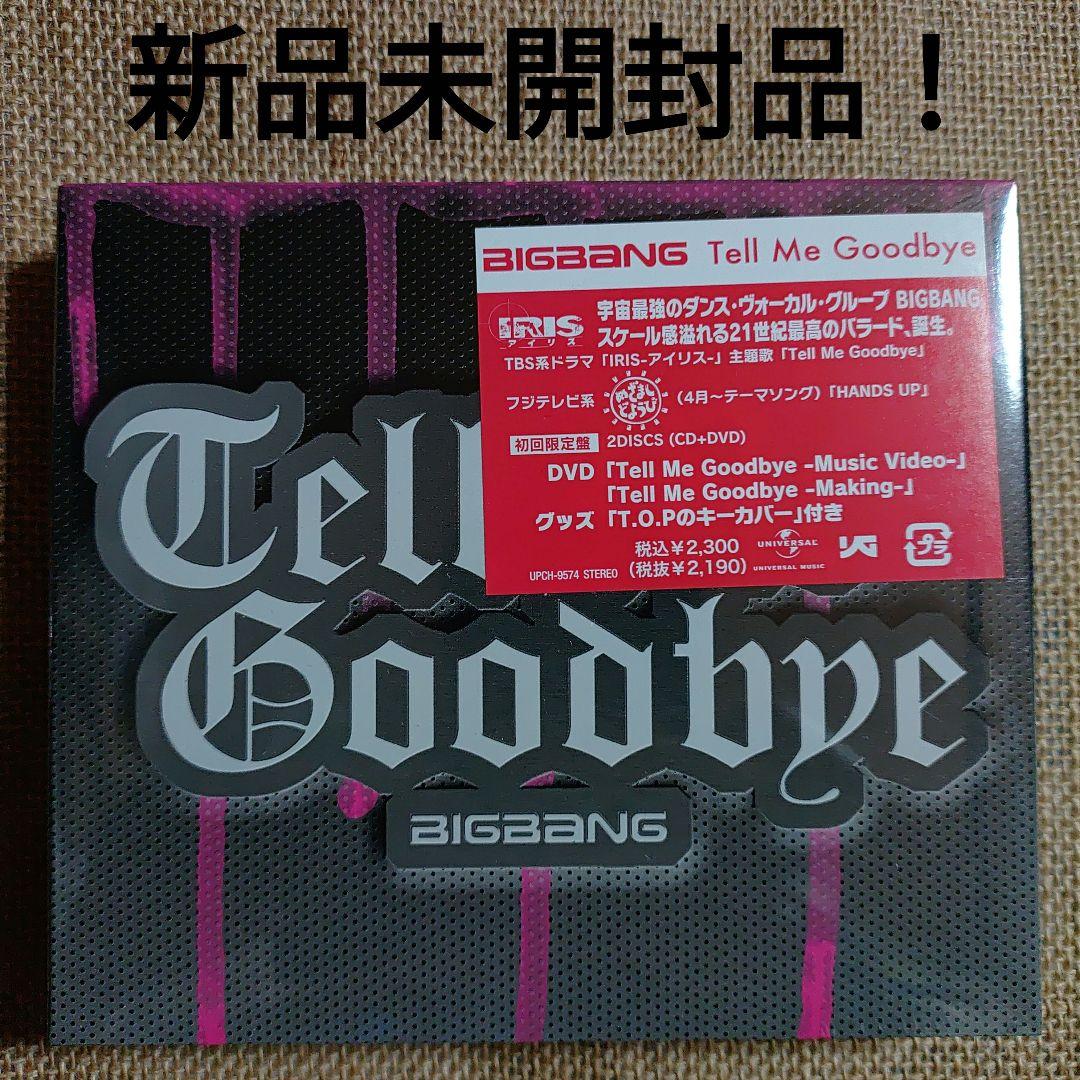 新品未開封品！
BIGBANG Tell Me Goodbye
IRIS
アイリス
宇宙最強のダンス・ヴォーカル・グループ BIGBANG
スケール感溢れる21世紀最高のバラード、誕生。
TBS系ドラマ「IRIS-アイリス-」主題歌「Tell Me Goodbye」
フジテレビ系 めざましどようび (4月～テーマソング)「HANDS UP」
初回限定盤 2DISCS (CD+DVD)
DVD「Tell Me Goodbye -Music Video-」
「Tell Me Goodbye -Making-」
グッズ「T.O.Pのキーカバー」付き
税込¥2,300
UPCH-9574 STEREO (税抜¥2,190)
UNIVERSAL
UNIVERSAL MUSIC
YG
プラ
Tell
Goodbye
BIGBANG